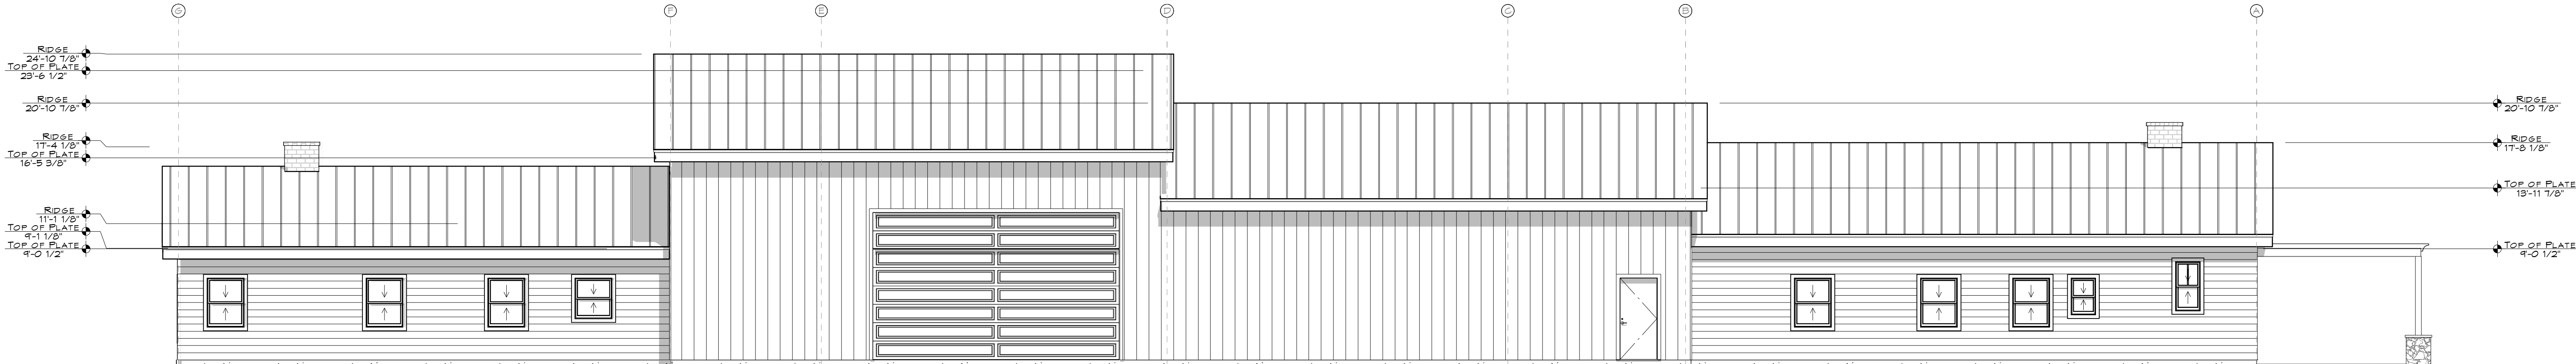 G F E D C B A
RIDGE
24'-10 7/8"
TOP OF PLATE
23'-6 1/2"
RIDGE
20'-10 7/8"
RIDGE
17'-4 1/8"
TOP OF PLATE
16'-5 3/8"
RIDGE
11'-1 1/8"
TOP OF PLATE
9'-1 1/8"
TOP OF PLATE
9'-0 1/2"
RIDGE
20'-10 7/8"
RIDGE
17'-8 1/8"
TOP OF PLATE
13'-11 7/8"
TOP OF PLATE
9'-0 1/2"